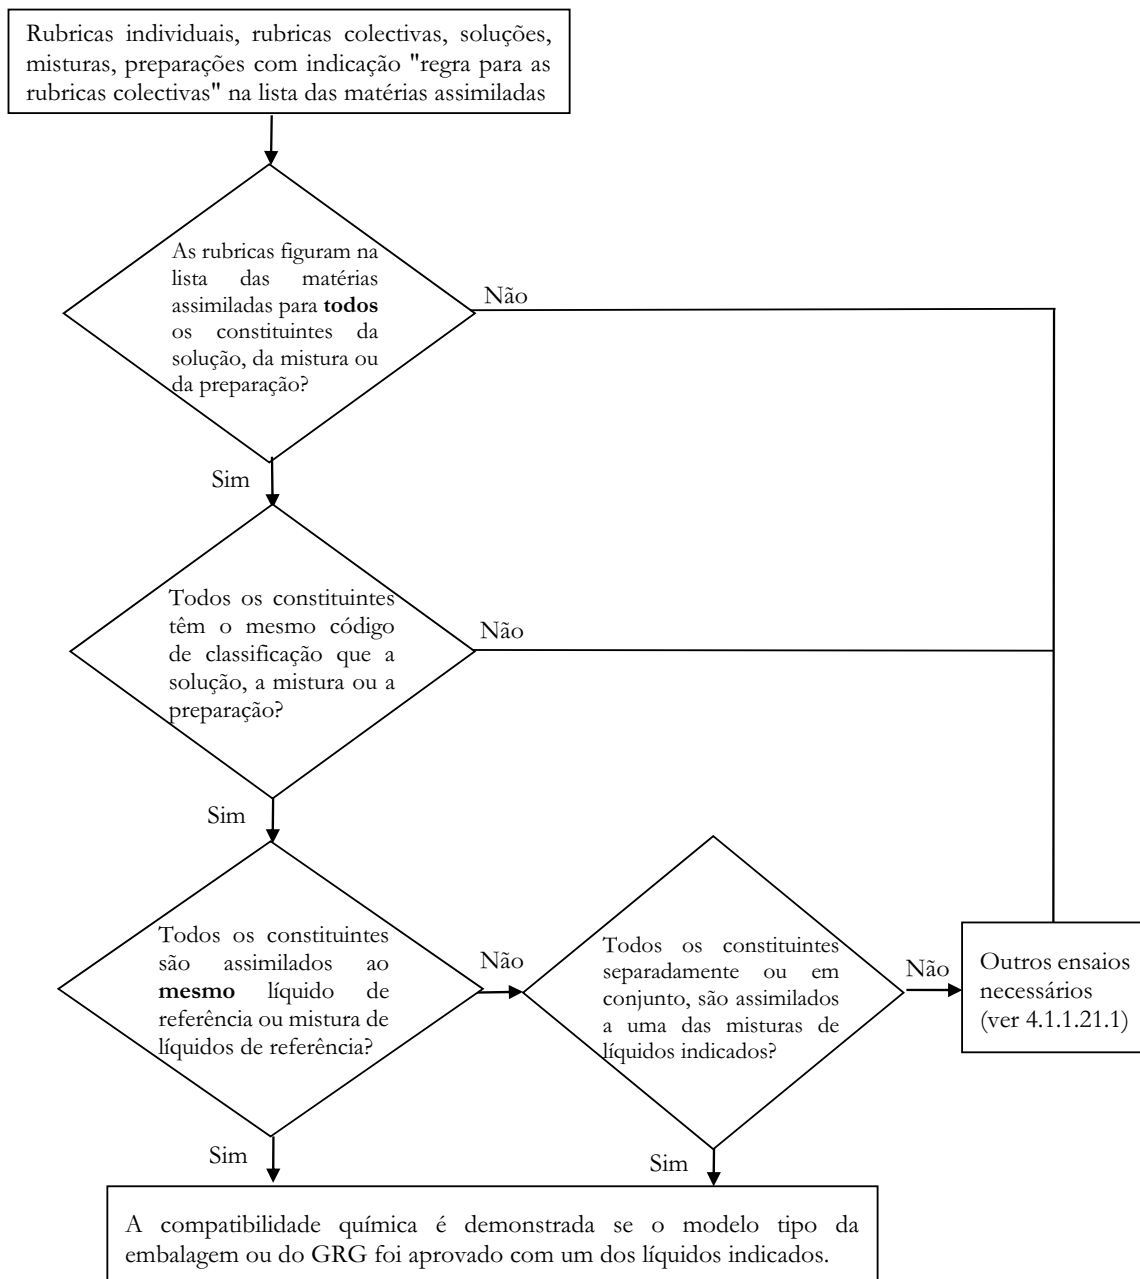 Rubricas individuais, rubricas colectivas, soluções,
misturas, preparações com indicação "regra para as
rubricas colectivas" na lista das matérias assimiladas
As rubricas figuram na
lista das matérias
assimiladas para todos
os constituintes da
solução, da mistura ou
da preparação?
Não
Sim
Todos os constituintes
têm o mesmo código
de classificação que a
solução, a mistura ou a
preparação?
Não
Sim
Todos os constituintes
são assimilados ao
mesmo líquido de
referência ou mistura de
líquidos de referência?
Não
Todos os constituintes
separadamente ou em
conjunto, são assimilados
a uma das misturas de
líquidos indicados?
Não
Outros ensaios
necessários
(ver 4.1.1.21.1)
Sim
Sim
A compatibilidade química é demonstrada se o modelo tipo da
embalagem ou do GRG foi aprovado com um dos líquidos indicados.